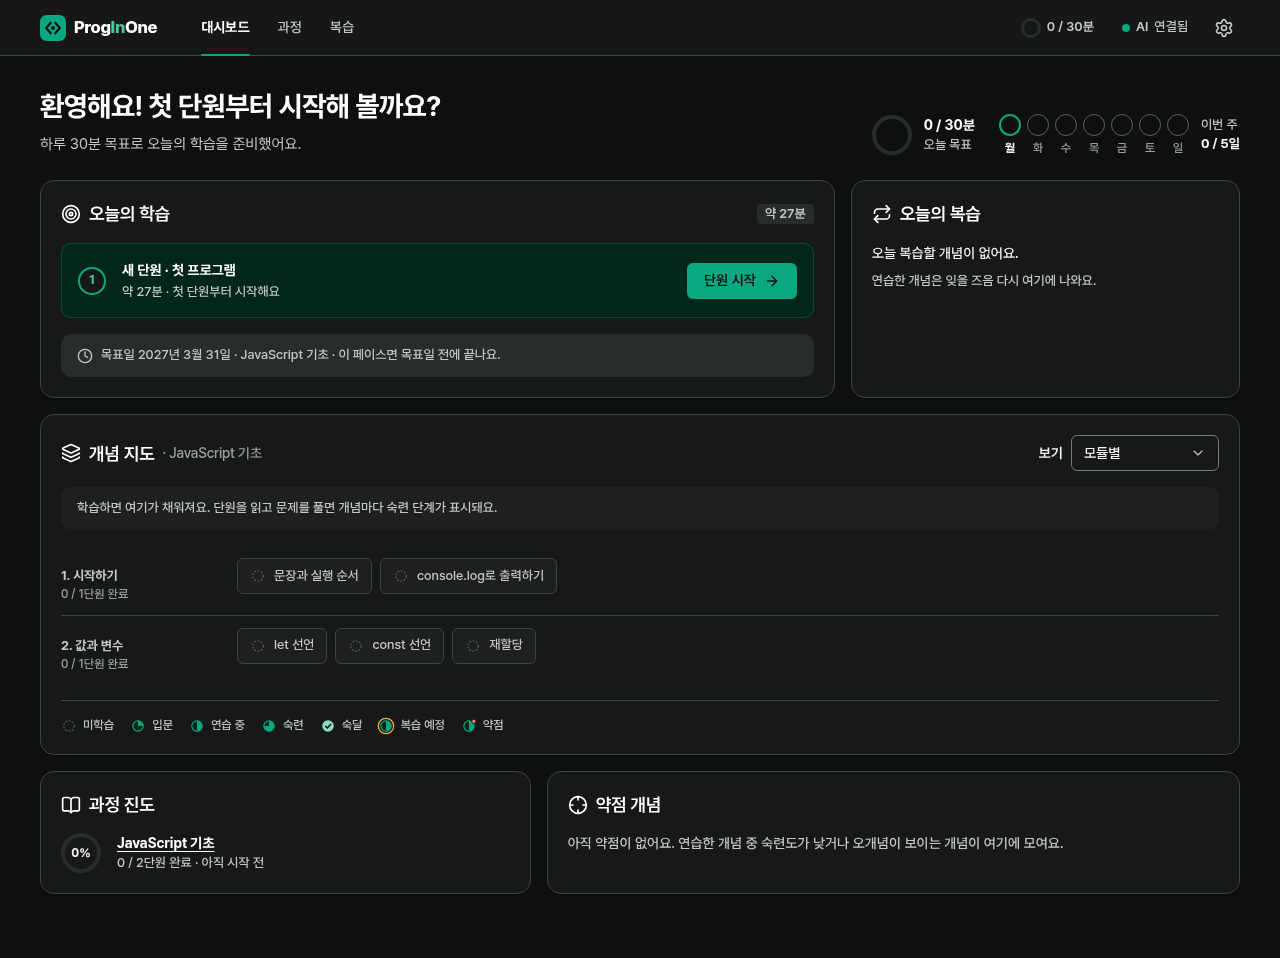 ProgInOne
대시보드
과정
복습
0 / 30분
AI 연결됨
환영해요! 첫 단원부터 시작해 볼까요?
하루 30분 목표로 오늘의 학습을 준비했어요.
0 / 30분
오늘 목표
월 화 수 목 금 토 일
이번 주
0 / 5일
오늘의 학습
약 27분
1
새 단원 · 첫 프로그램
약 27분 · 첫 단원부터 시작해요
단원 시작
목표일 2027년 3월 31일 · JavaScript 기초 · 이 페이스면 목표일 전에 끝나요.
오늘의 복습
오늘 복습할 개념이 없어요.
연습한 개념은 잊을 즈음 다시 여기에 나와요.
개념 지도 · JavaScript 기초
보기
모듈별
학습하면 여기가 채워져요. 단원을 읽고 문제를 풀면 개념마다 숙련 단계가 표시돼요.
1. 시작하기
0 / 1단원 완료
문장과 실행 순서
console.log로 출력하기
2. 값과 변수
0 / 1단원 완료
let 선언
const 선언
재할당
미학습
입문
연습 중
숙련
숙달
복습 예정
약점
과정 진도
0%
JavaScript 기초
0 / 2단원 완료 · 아직 시작 전
약점 개념
아직 약점이 없어요. 연습한 개념 중 숙련도가 낮거나 오개념이 보이는 개념이 여기에 모여요.